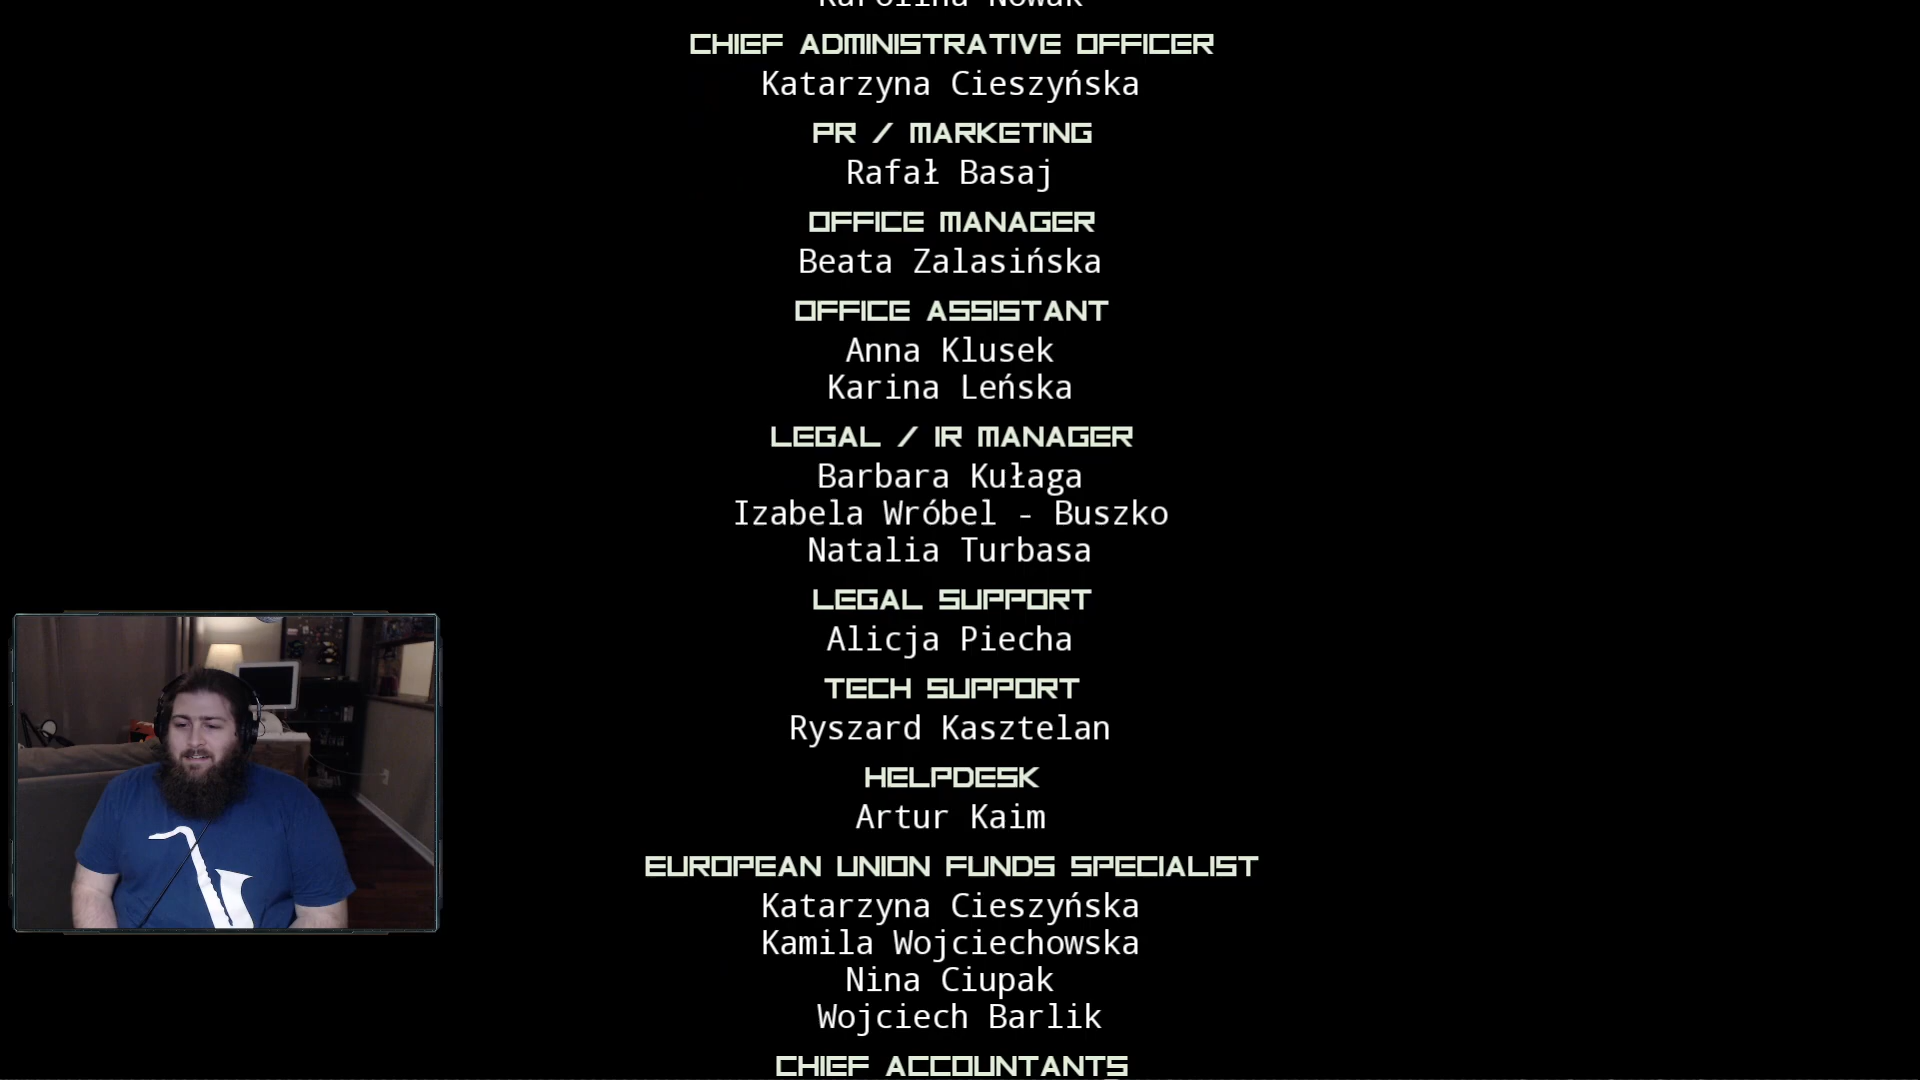 Karolina Nowak
CHIEF ADMINISTRATIVE OFFICER
Katarzyna Cieszyńska
PR / MARKETING
Rafał Basaj
OFFICE MANAGER
Beata Zalasińska
OFFICE ASSISTANT
Anna Klusek
Karina Leńska
LEGAL / IR MANAGER
Barbara Kułaga
Izabela Wróbel - Buszko
Natalia Turbasa
LEGAL SUPPORT
Alicja Piecha
TECH SUPPORT
Ryszard Kasztelan
HELPDESK
Artur Kaim
EUROPEAN UNION FUNDS SPECIALIST
Katarzyna Cieszyńska
Kamila Wojciechowska
Nina Ciupak
Wojciech Barlik
CHIEF ACCOUNTANTS